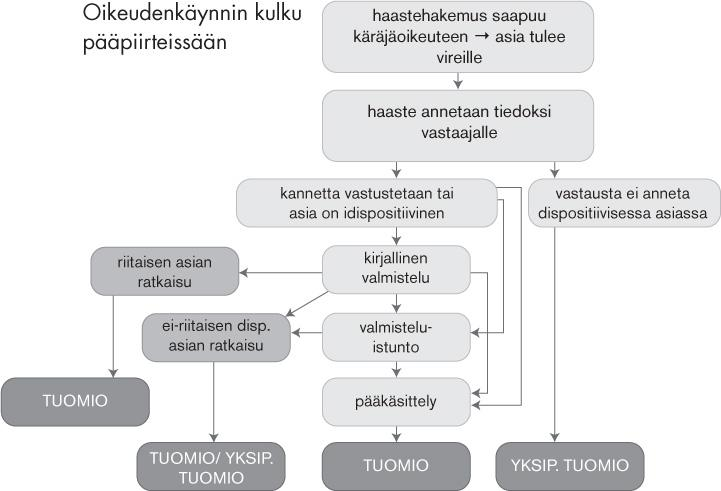 Oikeudenkäynnin kulku
pääpiirteissään
haastehakemus saapuu
käräjäoikeuteen → asia tulee
vireille
haaste annetaan tiedoksi
vastaajalle
kannetta vastustetaan tai
asia on idispositiivinen
vastausta ei anneta
dispositiivisessa asiassa
riitaisen asian
ratkaisu
kirjallinen
valmistelu
ei-riitaisen disp.
asian ratkaisu
valmistelu-
istunto
TUOMIO
pääkäsittely
TUOMIO/ YKSIP.
TUOMIO
TUOMIO
YKSIP. TUOMIO